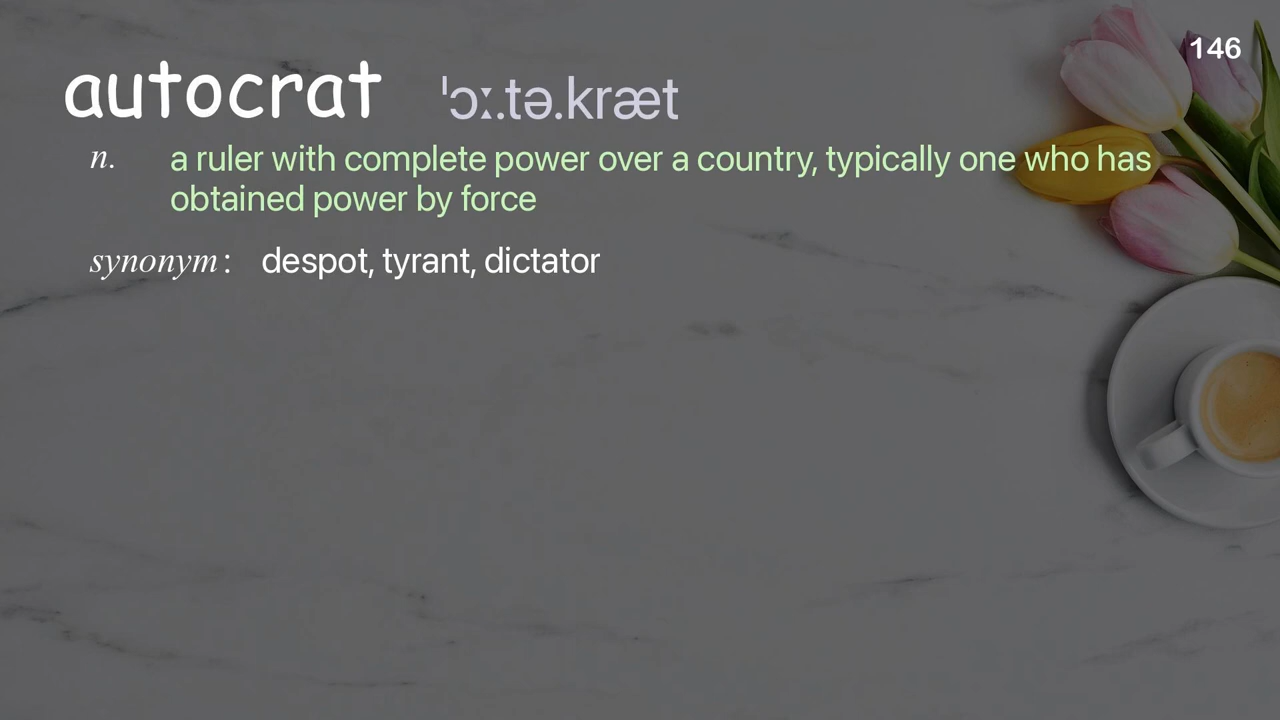 146
autocrat ˈɔː.tə.kræt
n. a ruler with complete power over a country, typically one who has
obtained power by force
synonym: despot, tyrant, dictator